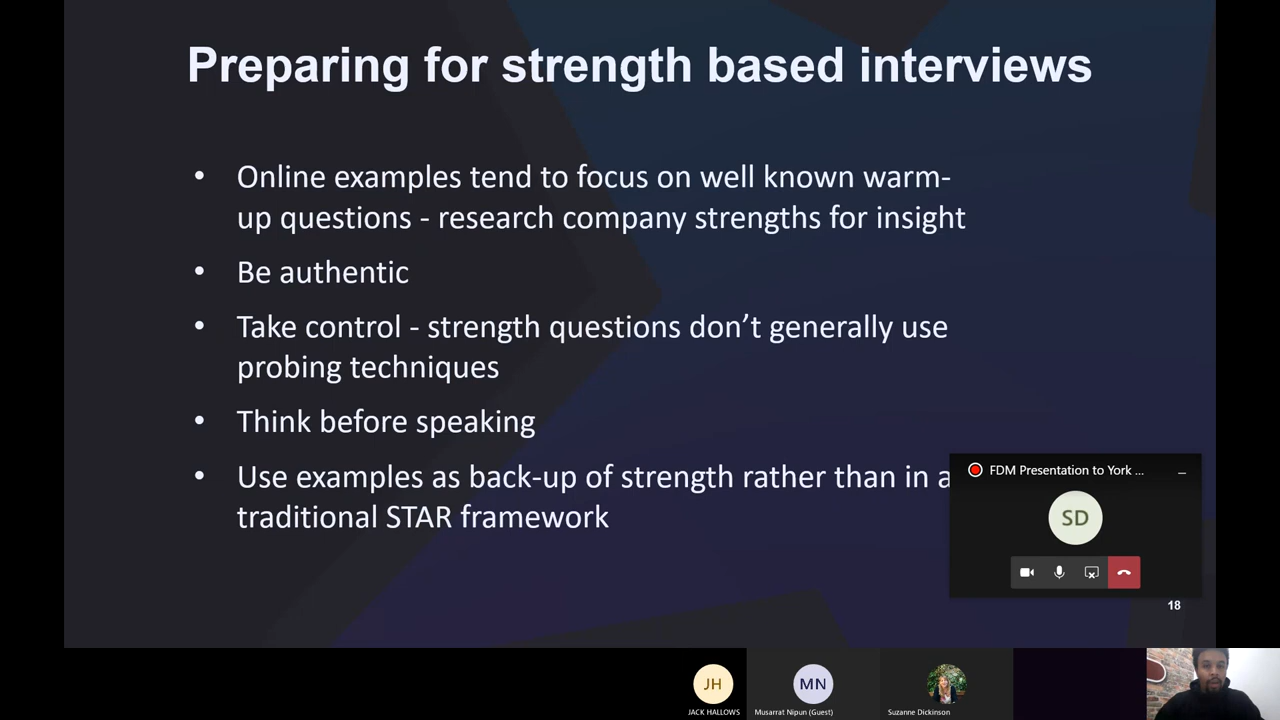 Preparing for strength based interviews
• Online examples tend to focus on well known warm-
up questions - research company strengths for insight
• Be authentic
• Take control - strength questions don’t generally use
probing techniques
• Think before speaking
• Use examples as back-up of strength rather than in a
traditional STAR framework
FDM Presentation to York ...
SD
18
JH
MN
JACK HALLOWS
Musarrat Nipun (Guest)
Suzanne Dickinson